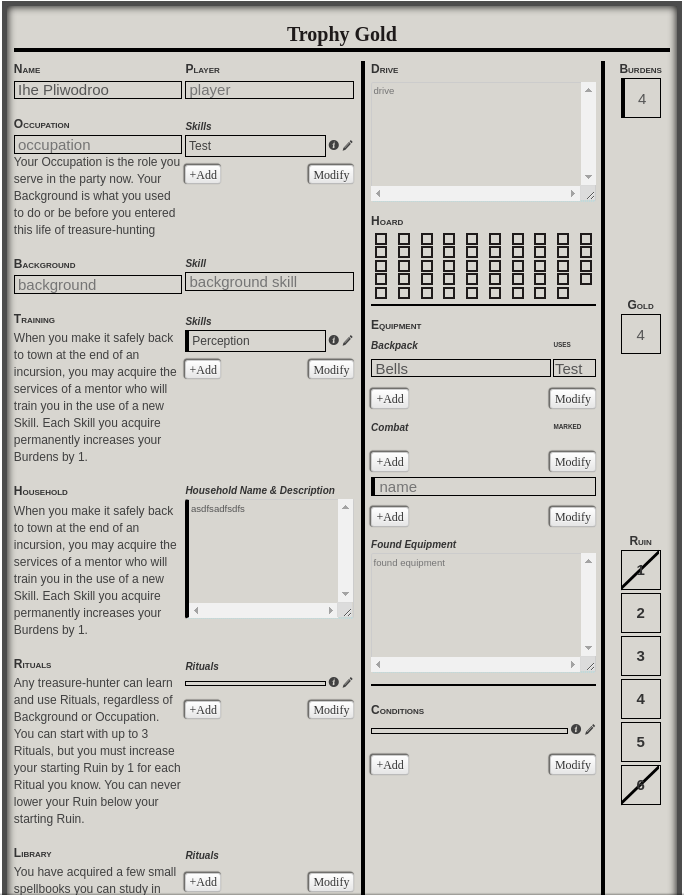 Trophy Gold
Name
Player
Ihe Pliwodroo
player
Occupation
occupation
Your Occupation is the role you
serve in the party now. Your
Background is what you used
to do or be before you entered
this life of treasure-hunting
Skills
Test
+Add
Modify
Background
background
Skill
background skill
Training
When you make it safely back
to town at the end of an
incursion, you may acquire the
services of a mentor who will
train you in the use of a new
Skill. Each Skill you acquire
permanently increases your
Burdens by 1.
Skills
Perception
+Add
Modify
Household
When you make it safely back
to town at the end of an
incursion, you may acquire the
services of a mentor who will
train you in the use of a new
Skill. Each Skill you acquire
permanently increases your
Burdens by 1.
Household Name & Description
asdfsadfsdfs
Rituals
Any treasure-hunter can learn
and use Rituals, regardless of
Background or Occupation.
You can start with up to 3
Rituals, but you must increase
your starting Ruin by 1 for each
Ritual you know. You can never
lower your Ruin below your
starting Ruin.
Rituals
+Add
Modify
Library
You have acquired a few small
spellbooks you can study in
Rituals
+Add
Modify
Drive
drive
Hoard
Equipment
Backpack
USES
Bells
Test
+Add
Modify
Combat
MARKED
+Add
Modify
name
+Add
Modify
Found Equipment
found equipment
Conditions
+Add
Modify
Burdens
4
Gold
4
Ruin
1
2
3
4
5
6